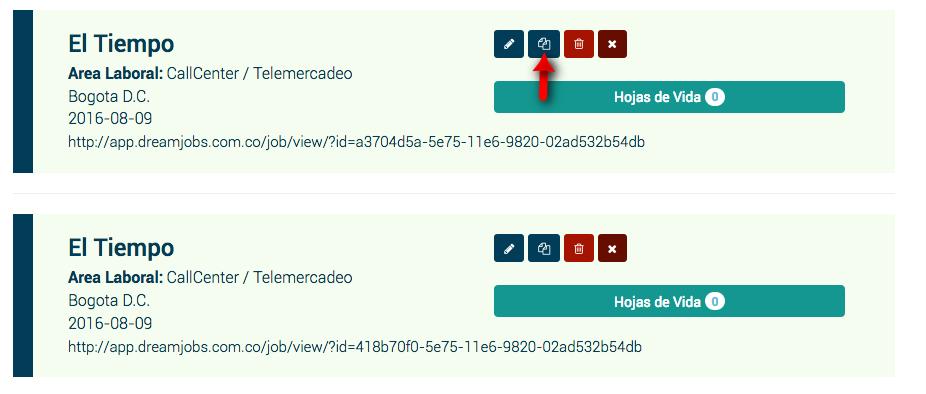 El Tiempo
Area Laboral: CallCenter / Telemercadeo
Bogota D.C.
2016-08-09
http://app.dreamjobs.com.co/job/view/?id=a3704d5a-5e75-11e6-9820-02ad532b54db
Hojas de Vida 0
El Tiempo
Area Laboral: CallCenter / Telemercadeo
Bogota D.C.
2016-08-09
http://app.dreamjobs.com.co/job/view/?id=418b70f0-5e75-11e6-9820-02ad532b54db
Hojas de Vida 0